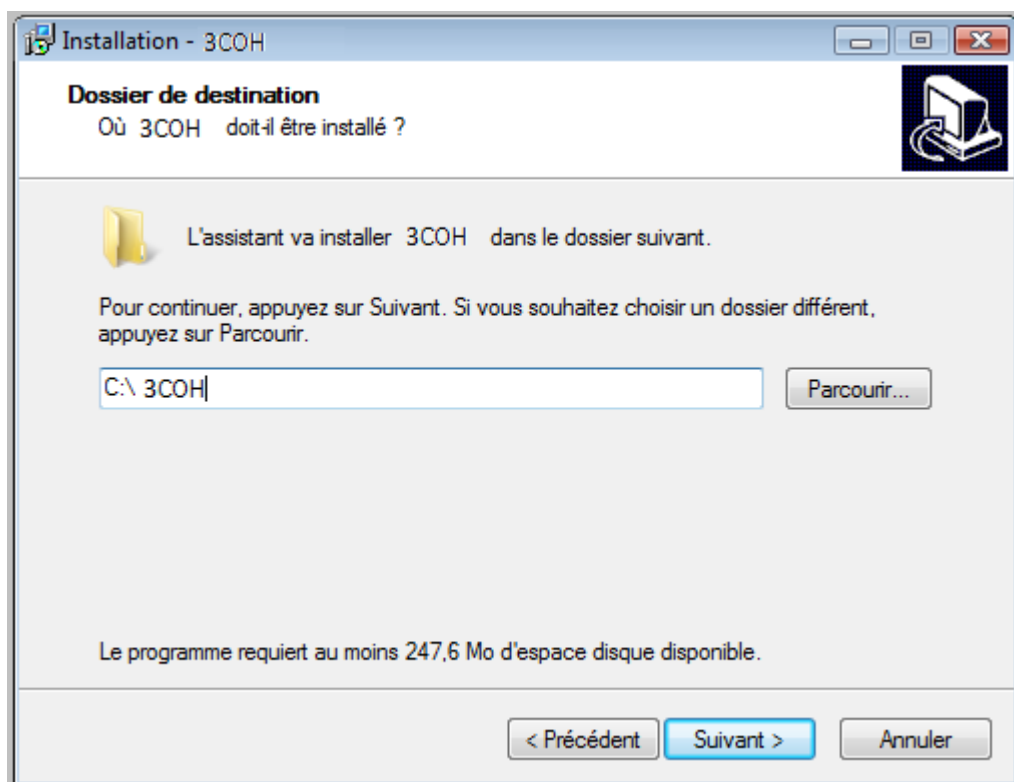 Installation - 3COH
Dossier de destination
Où 3COH doit-il être installé ?
L'assistant va installer 3COH dans le dossier suivant.
Pour continuer, appuyez sur Suivant. Si vous souhaitez choisir un dossier différent,
appuyez sur Parcourir.
C:\ 3COH
Parcourir...
Le programme requiert au moins 247,6 Mo d'espace disque disponible.
< Précédent Suivant > Annuler